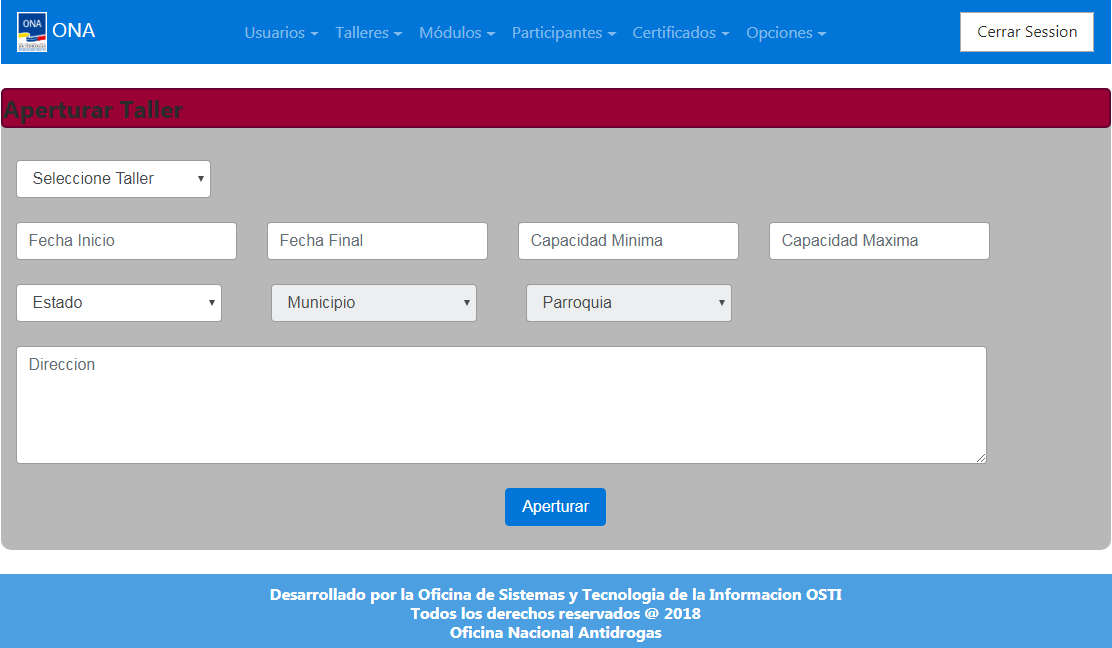 ONA
ONA
Usuarios Talleres Módulos Participantes Certificados Opciones
Cerrar Session
Aperturar Taller
Seleccione Taller
Fecha Inicio Fecha Final Capacidad Minima Capacidad Maxima
Estado Municipio Parroquia
Direccion
Aperturar
Desarrollado por la Oficina de Sistemas y Tecnologia de la Informacion OSTI
Todos los derechos reservados @ 2018
Oficina Nacional Antidrogas